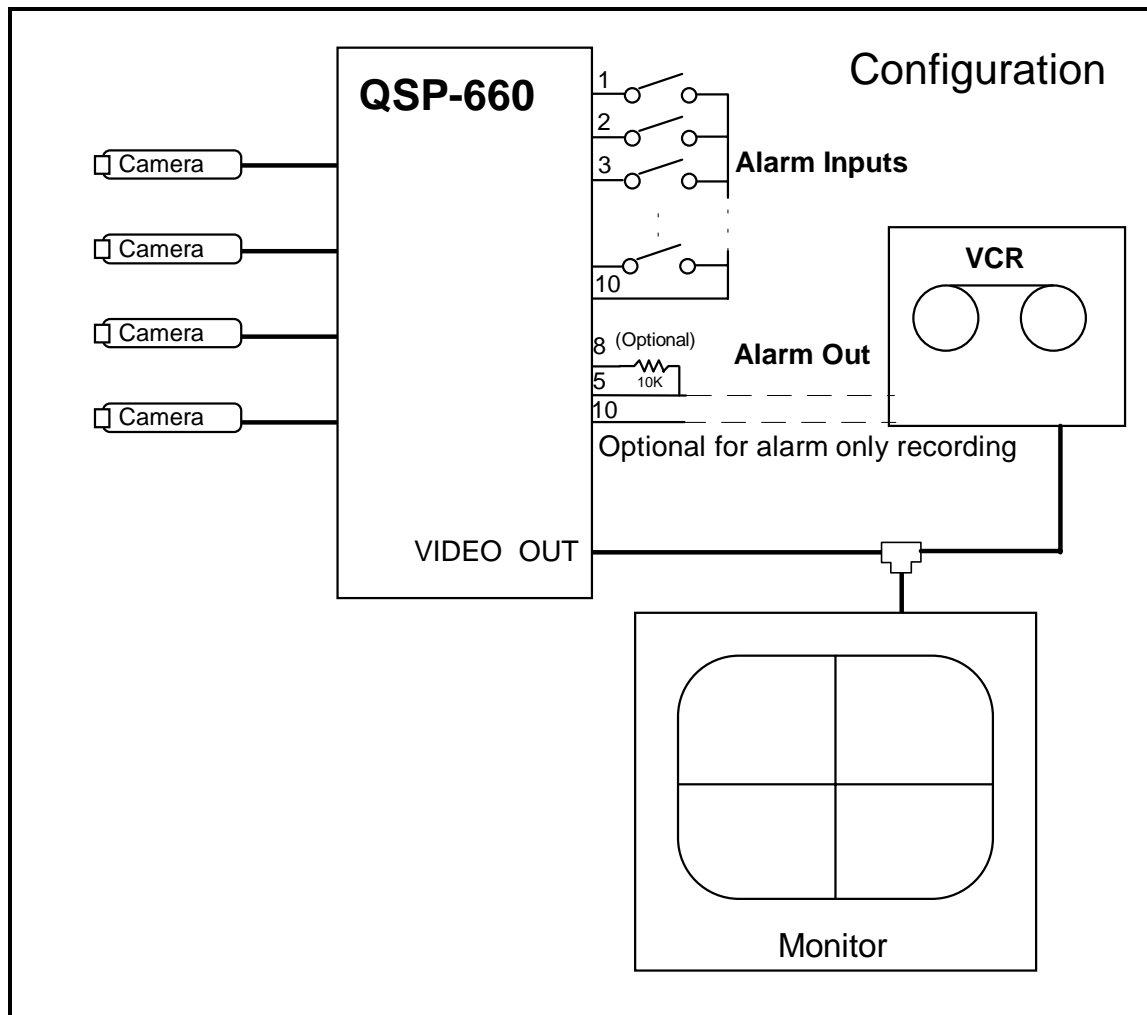 Configuration
QSP-660
1
2
3
10
Alarm Inputs
Camera
Camera
Camera
Camera
VCR
8 (Optional)
10K
5
10
Alarm Out
Optional for alarm only recording
VIDEO OUT
Monitor